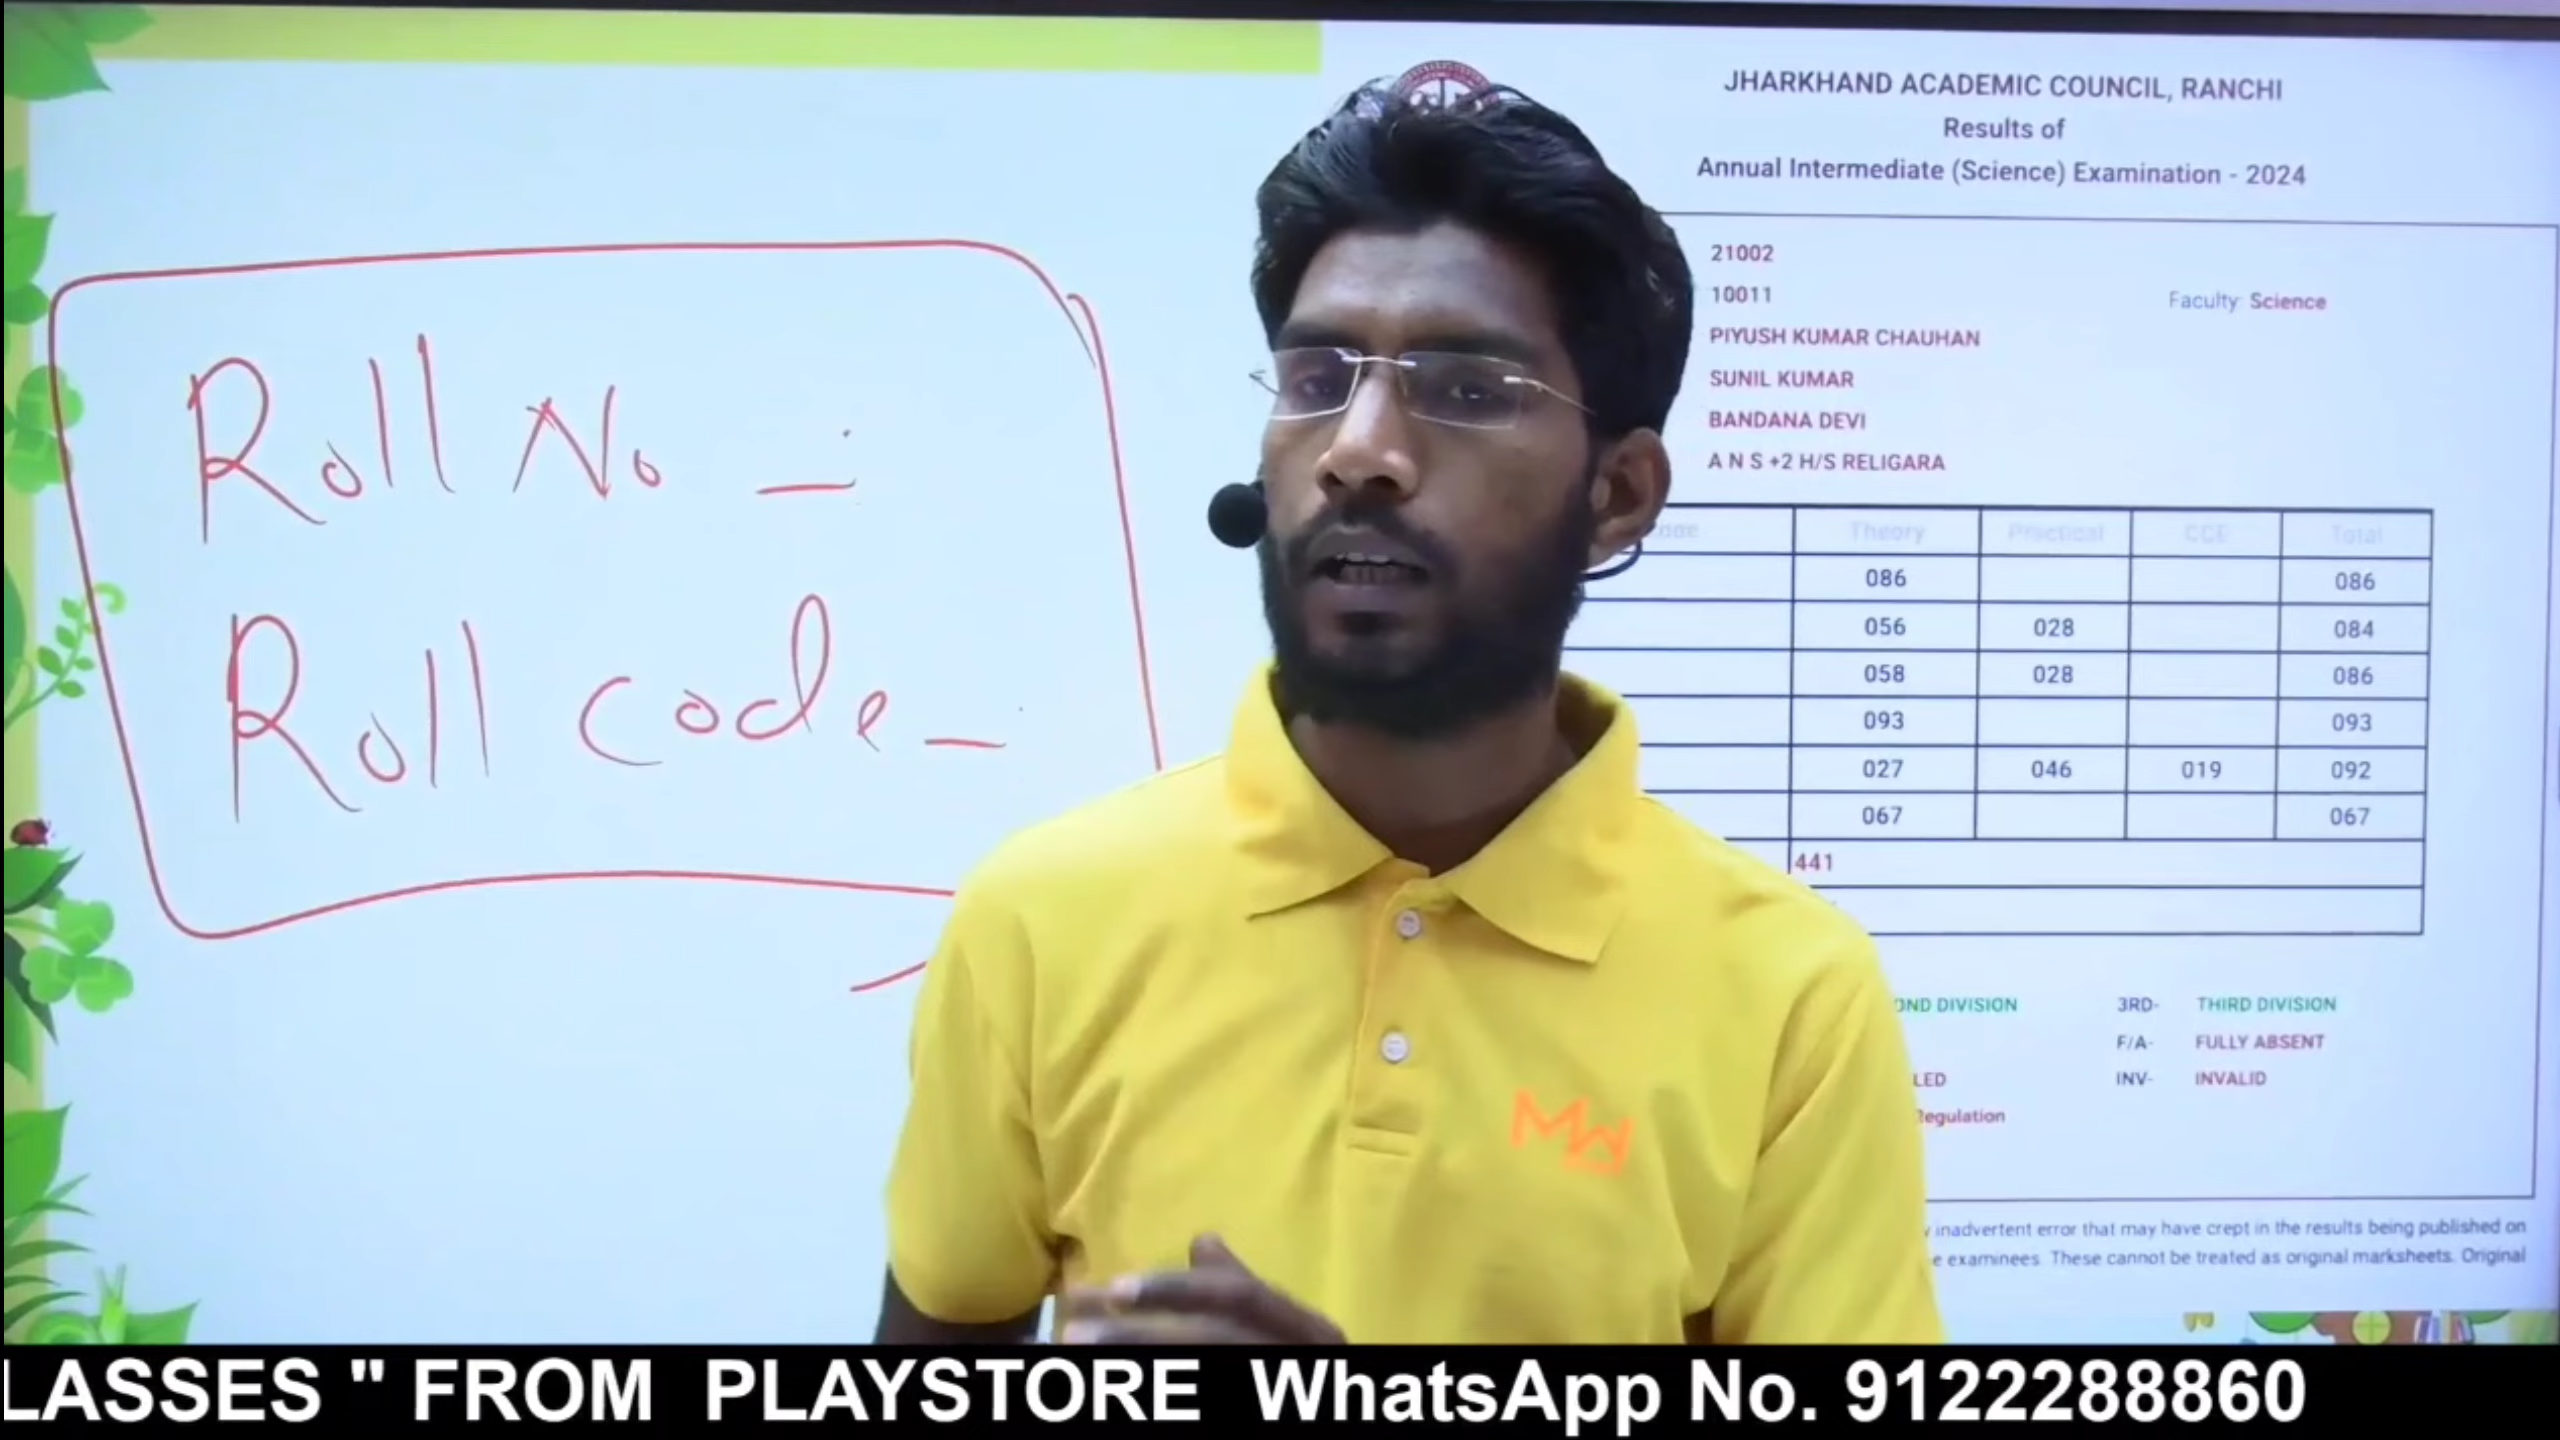 JHARKHAND ACADEMIC COUNCIL, RANCHI
Results of
Annual Intermediate (Science) Examination - 2024
21002
10011
Faculty: Science
PIYUSH KUMAR CHAUHAN
SUNIL KUMAR
BANDANA DEVI
A N S +2 H/S RELIGARA
Roll No -
Roll code -
Theory Practical CCE Total
086 086
056 028 084
058 028 086
093 093
027 046 019 092
067 067
441
OND DIVISION 3RD- THIRD DIVISION
F/A- FULLY ABSENT
LED INV- INVALID
Regulation
inadvertent error that may have crept in the results being published on
e examinees. These cannot be treated as original marksheets. Original
LASSES " FROM PLAYSTORE WhatsApp No. 9122288860